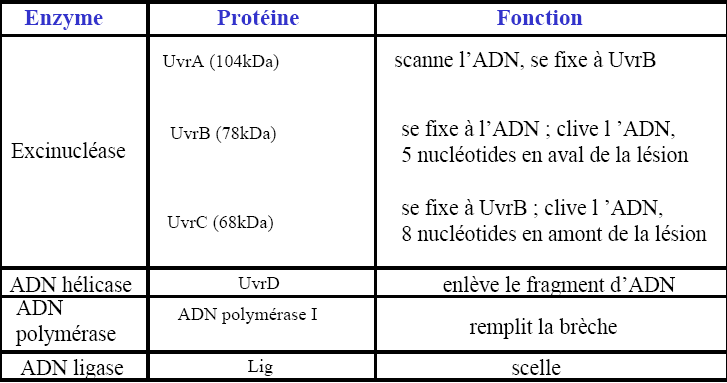 Enzyme Protéine Fonction
Excinucléase
UvrA (104kDa) scanne l’ADN, se fixe à UvrB
UvrB (78kDa) se fixe à l’ADN ; clive l ’ADN,
5 nucléotides en aval de la lésion
UvrC (68kDa) se fixe à UvrB ; clive l ’ADN,
8 nucléotides en amont de la lésion
ADN hélicase UvrD enlève le fragment d’ADN
ADN
polymérase ADN polymérase I remplit la brèche
ADN ligase Lig scelle